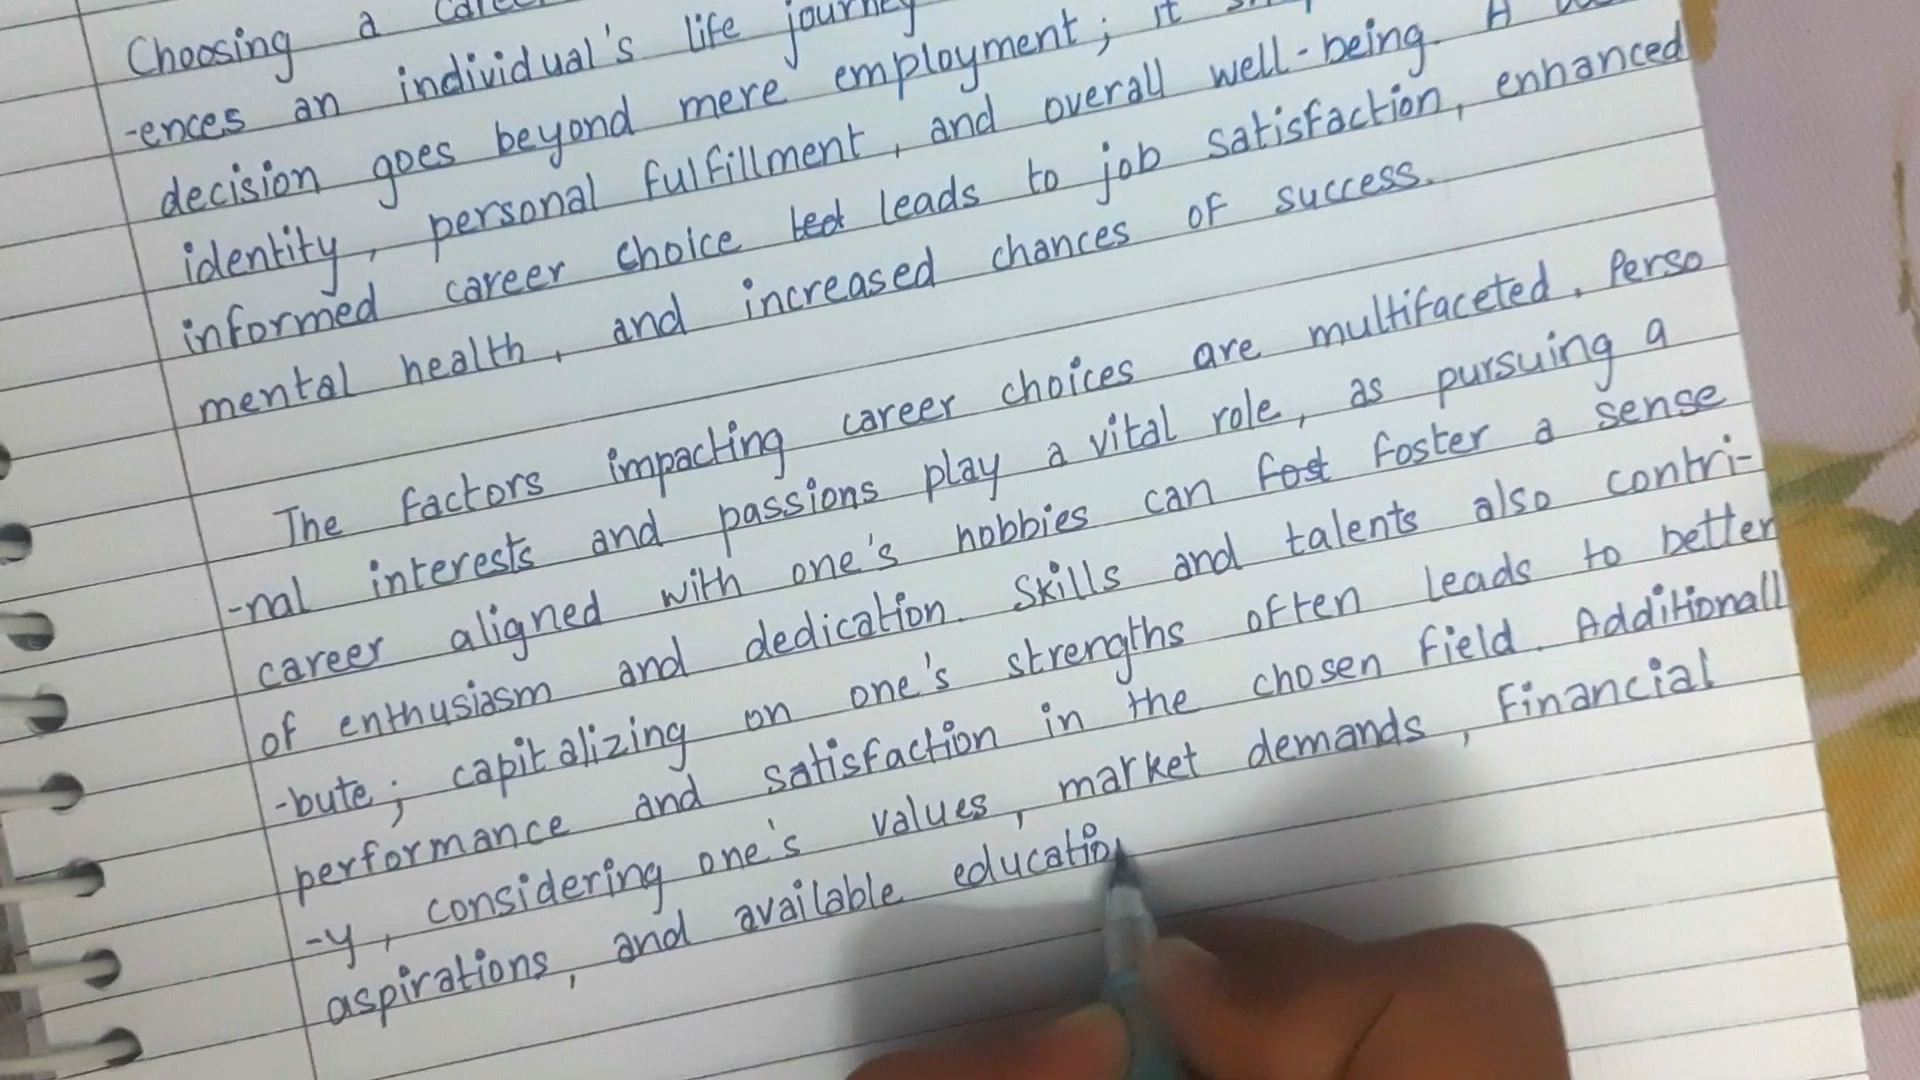 Choosing a
-ences an individual's life journey
decision goes beyond mere employment; it
identity, personal fulfillment, and overall well-being. A
informed career choice led leads to job satisfaction, enhanced
mental health, and increased chances of success.
The factors impacting career choices are multifaceted. Perso
-nal interests and passions play a vital role, as pursuing a
career aligned with one's hobbies can fost foster a sense
of enthusiasm and dedication. Skills and talents also contri-
-bute; capitalizing on one's strengths often leads to better
performance and satisfaction in the chosen field. Additionall
-y, considering one's values, market demands, financial
aspirations, and available educatio